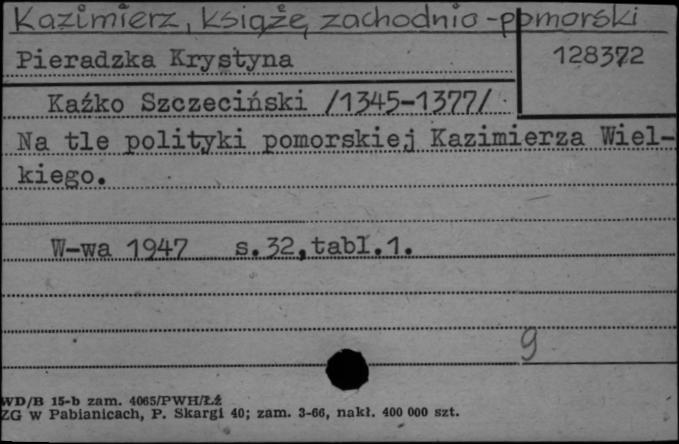 Kazimierz, książę zachodnio-pomorski
Pieradzka Krystyna
128372
Kaźko Szczeciński /1345-1377/.
Na tle polityki pomorskiej Kazimierza Wiel-
kiego.
W-wa 1947 s.32,tabl.1.
9
WD/B 15-b zam. 4065/PWH/Łź
ZG w Pabianicach, P. Skargi 40; zam. 3-66, nakł. 400 000 szt.